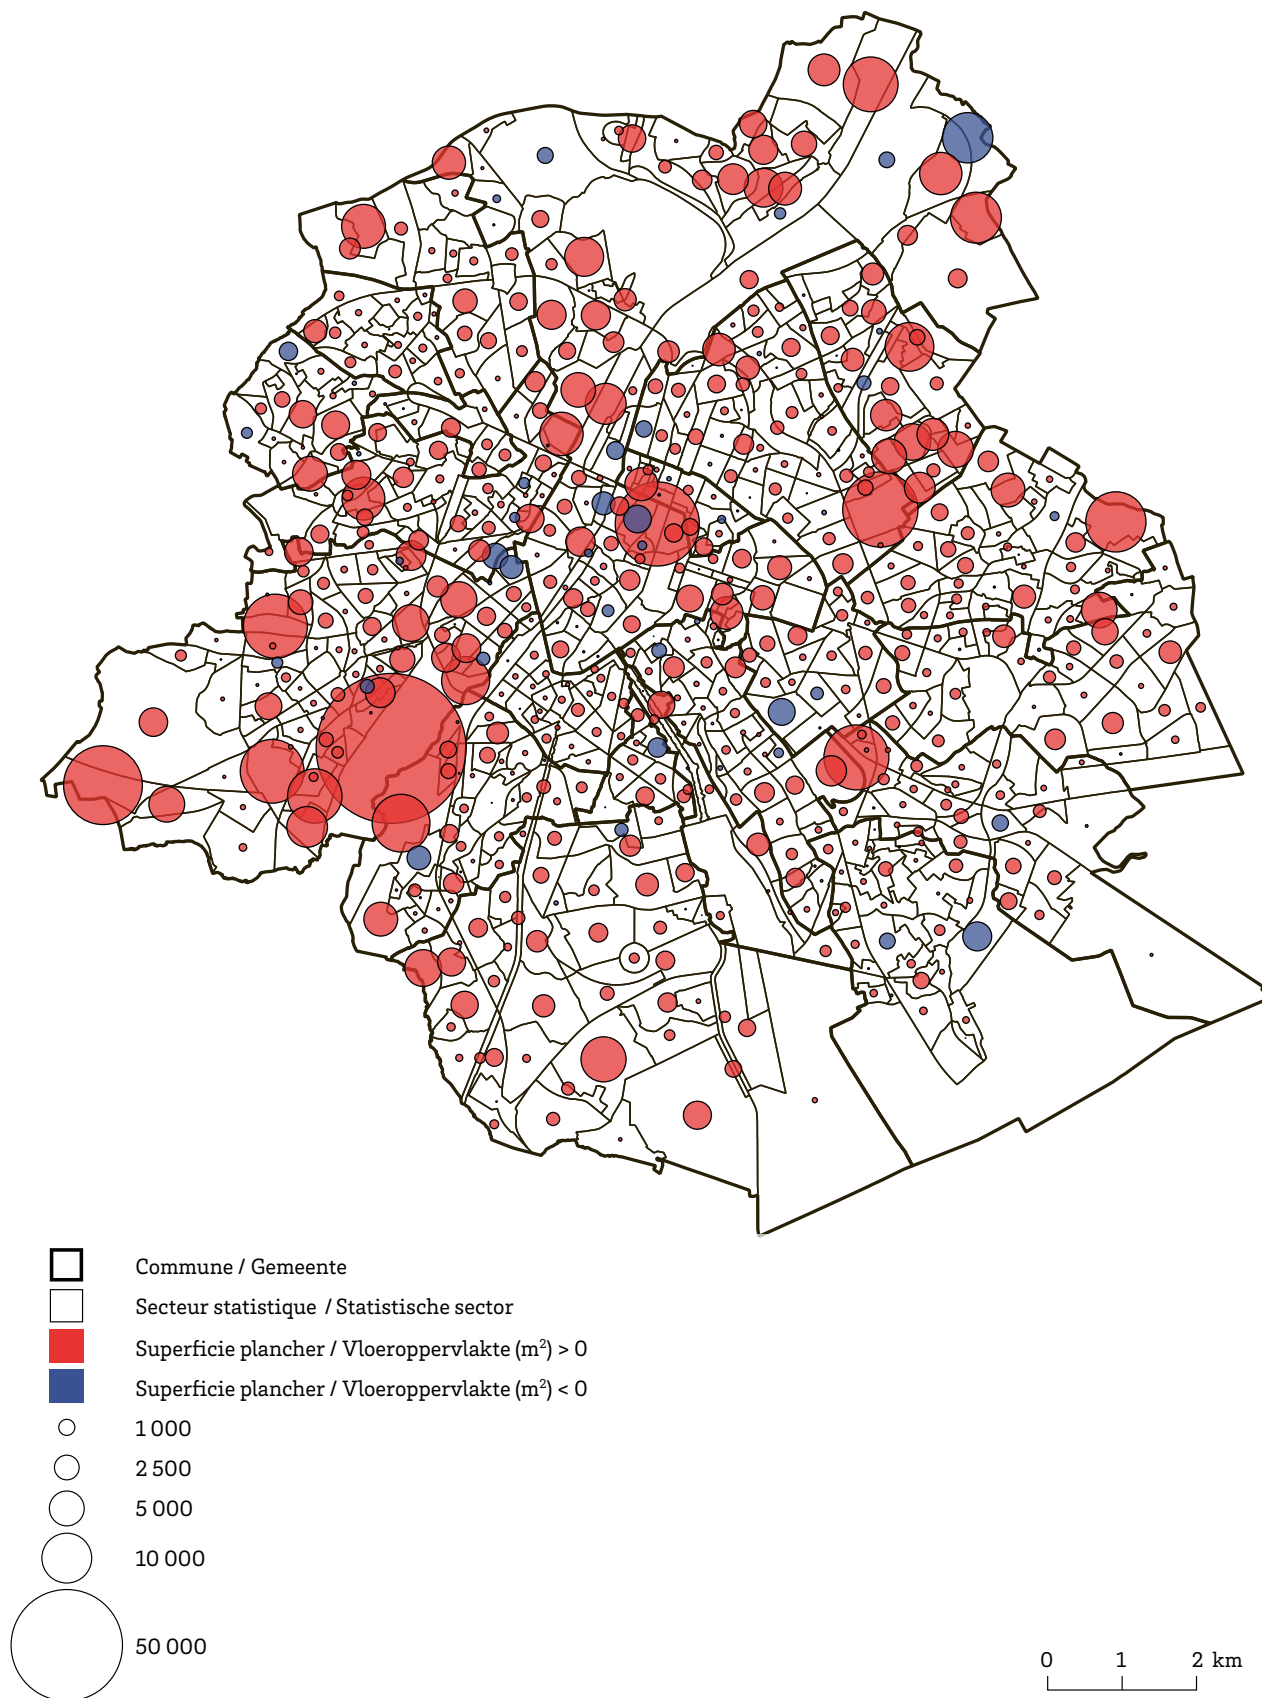 Commune / Gemeente
Secteur statistique / Statistische sector
Superficie plancher / Vloeroppervlakte (m²) > 0
Superficie plancher / Vloeroppervlakte (m²) < 0
1 000
2 500
5 000
10 000
50 000
0 1 2 km